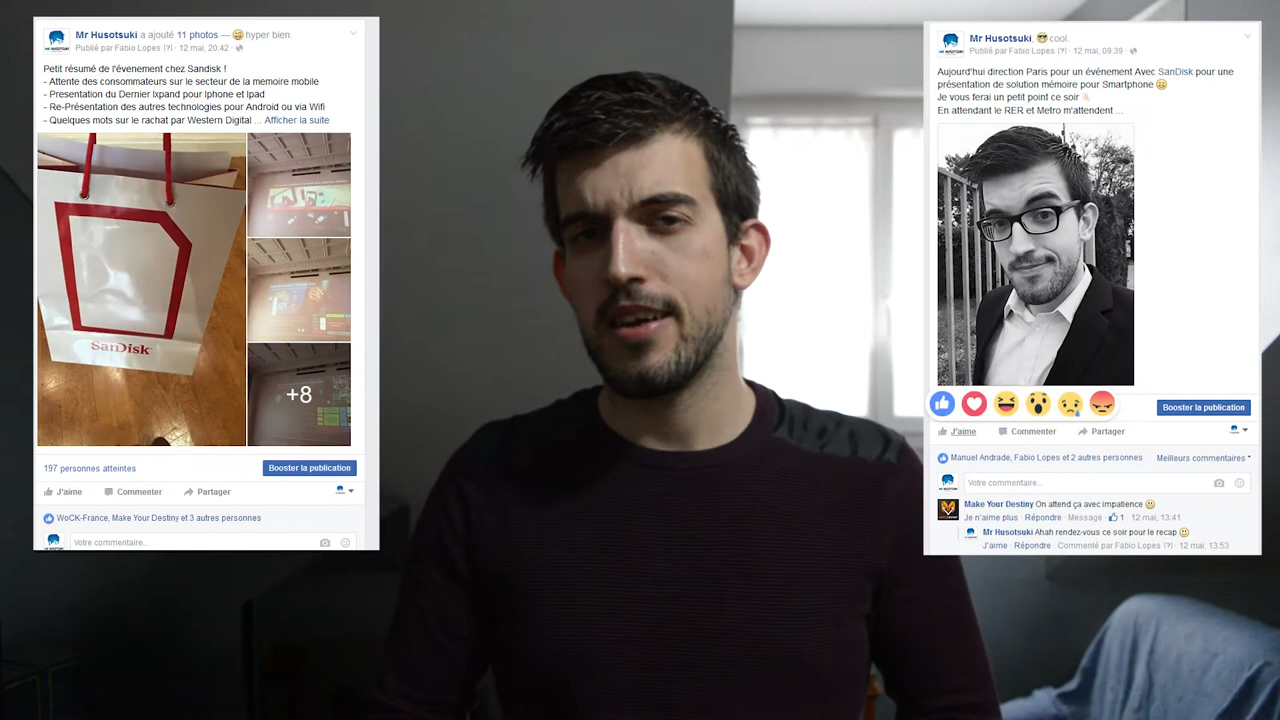 Mr Husotsuki a ajouté 11 photos — hyper bien.
Publié par Fabio Lopes [?] · 12 mai, 20:42 ·
Petit résumé de l'évenement chez Sandisk !
- Attente des consommateurs sur le secteur de la memoire mobile
- Presentation du Dernier Ixpand pour Iphone et Ipad
- Re-Présentation des autres technologies pour Android ou via Wifi
- Quelques mots sur le rachat par Western Digital ... Afficher la suite
SanDisk
+8
197 personnes atteintes
Booster la publication
J'aime Commenter Partager
WoCK-France, Make Your Destiny et 3 autres personnes
Votre commentaire...
Mr Husotsuki, cool.
Publié par Fabio Lopes [?] · 12 mai, 09:39 ·
Aujourd'hui direction Paris pour un événement Avec SanDisk pour une
présentation de solution mémoire pour Smartphone
Je vous ferai un petit point ce soir
En attendant le RER et Metro m'attendent ...
Booster la publication
J'aime Commenter Partager
Manuel Andrade, Fabio Lopes et 2 autres personnes Meilleurs commentaires
Votre commentaire...
Make Your Destiny On attend ça avec impatience
Je n'aime plus · Répondre · Message · 1 · 12 mai, 13:41
Mr Husotsuki Ahah rendez-vous ce soir pour le recap
J'aime · Répondre · Commenté par Fabio Lopes [?] · 12 mai, 13:53